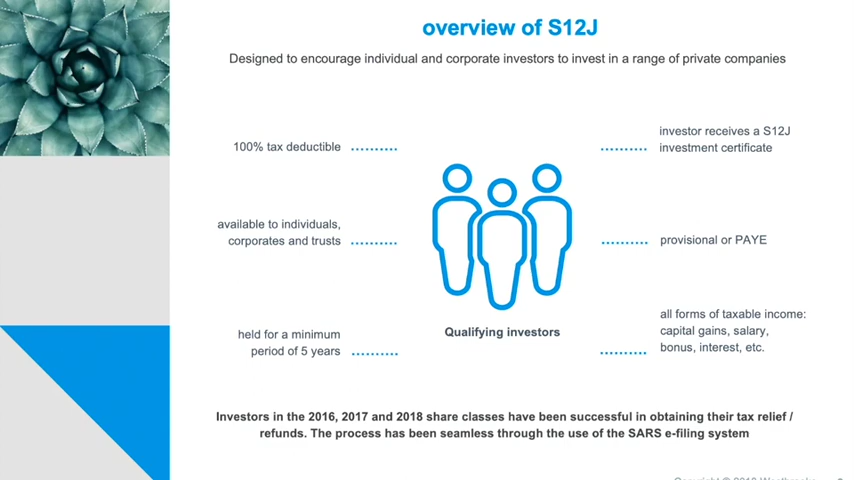 overview of S12J
Designed to encourage individual and corporate investors to invest in a range of private companies
100% tax deductible
available to individuals,
corporates and trusts
held for a minimum
period of 5 years
Qualifying investors
investor receives a S12J
investment certificate
provisional or PAYE
all forms of taxable income:
capital gains, salary,
bonus, interest, etc.
Investors in the 2016, 2017 and 2018 share classes have been successful in obtaining their tax relief /
refunds. The process has been seamless through the use of the SARS e-filing system